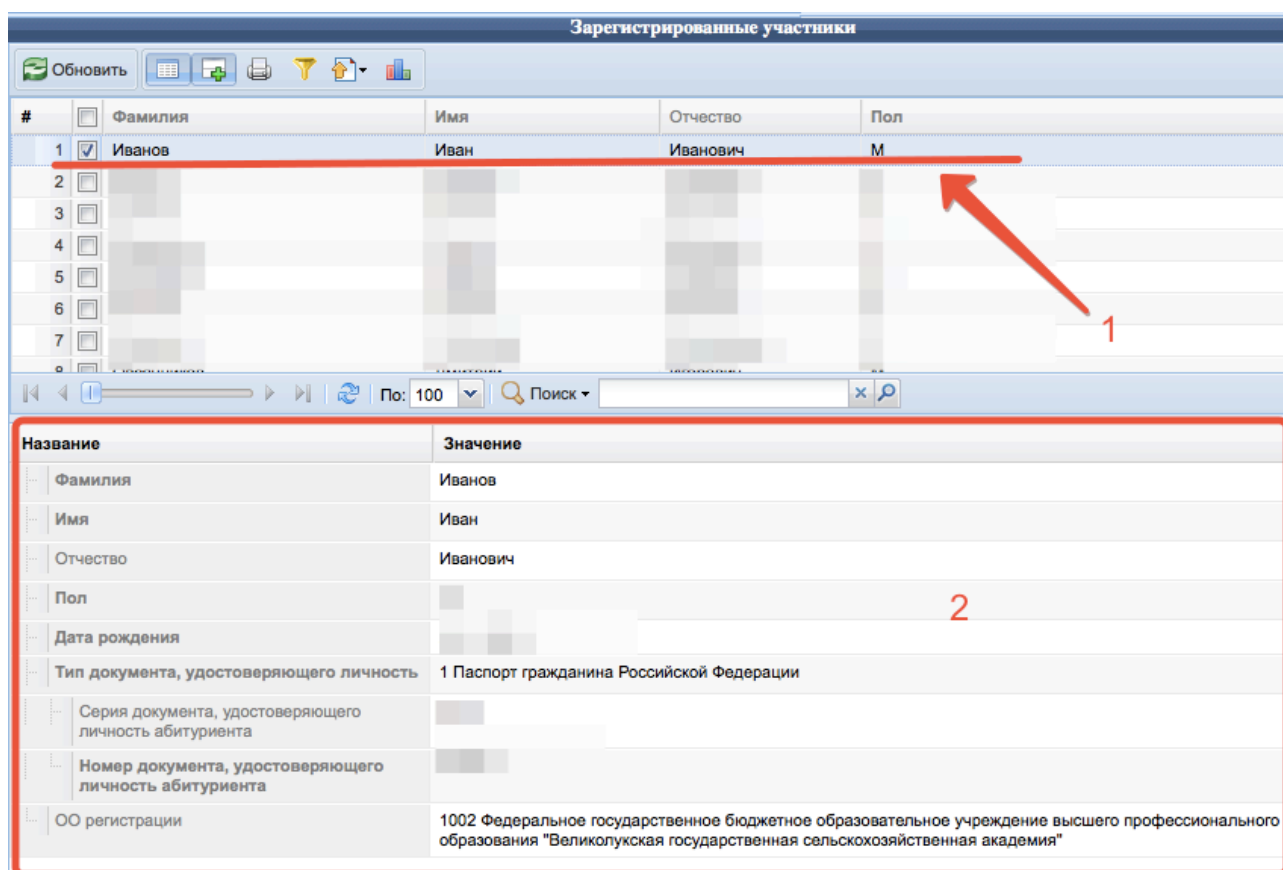 Зарегистрированные участники
Обновить
# Фамилия Имя Отчество Пол
1 Иванов Иван Иванович М
2
3
4
5
6
7
8
1
По: 100 Поиск
Название Значение
Фамилия Иванов
Имя Иван
Отчество Иванович
Пол
2
Дата рождения
Тип документа, удостоверяющего личность 1 Паспорт гражданина Российской Федерации
Серия документа, удостоверяющего
личность абитуриента
Номер документа, удостоверяющего
личность абитуриента
ОО регистрации 1002 Федеральное государственное бюджетное образовательное учреждение высшего профессионального
образования "Великолукская государственная сельскохозяйственная академия"